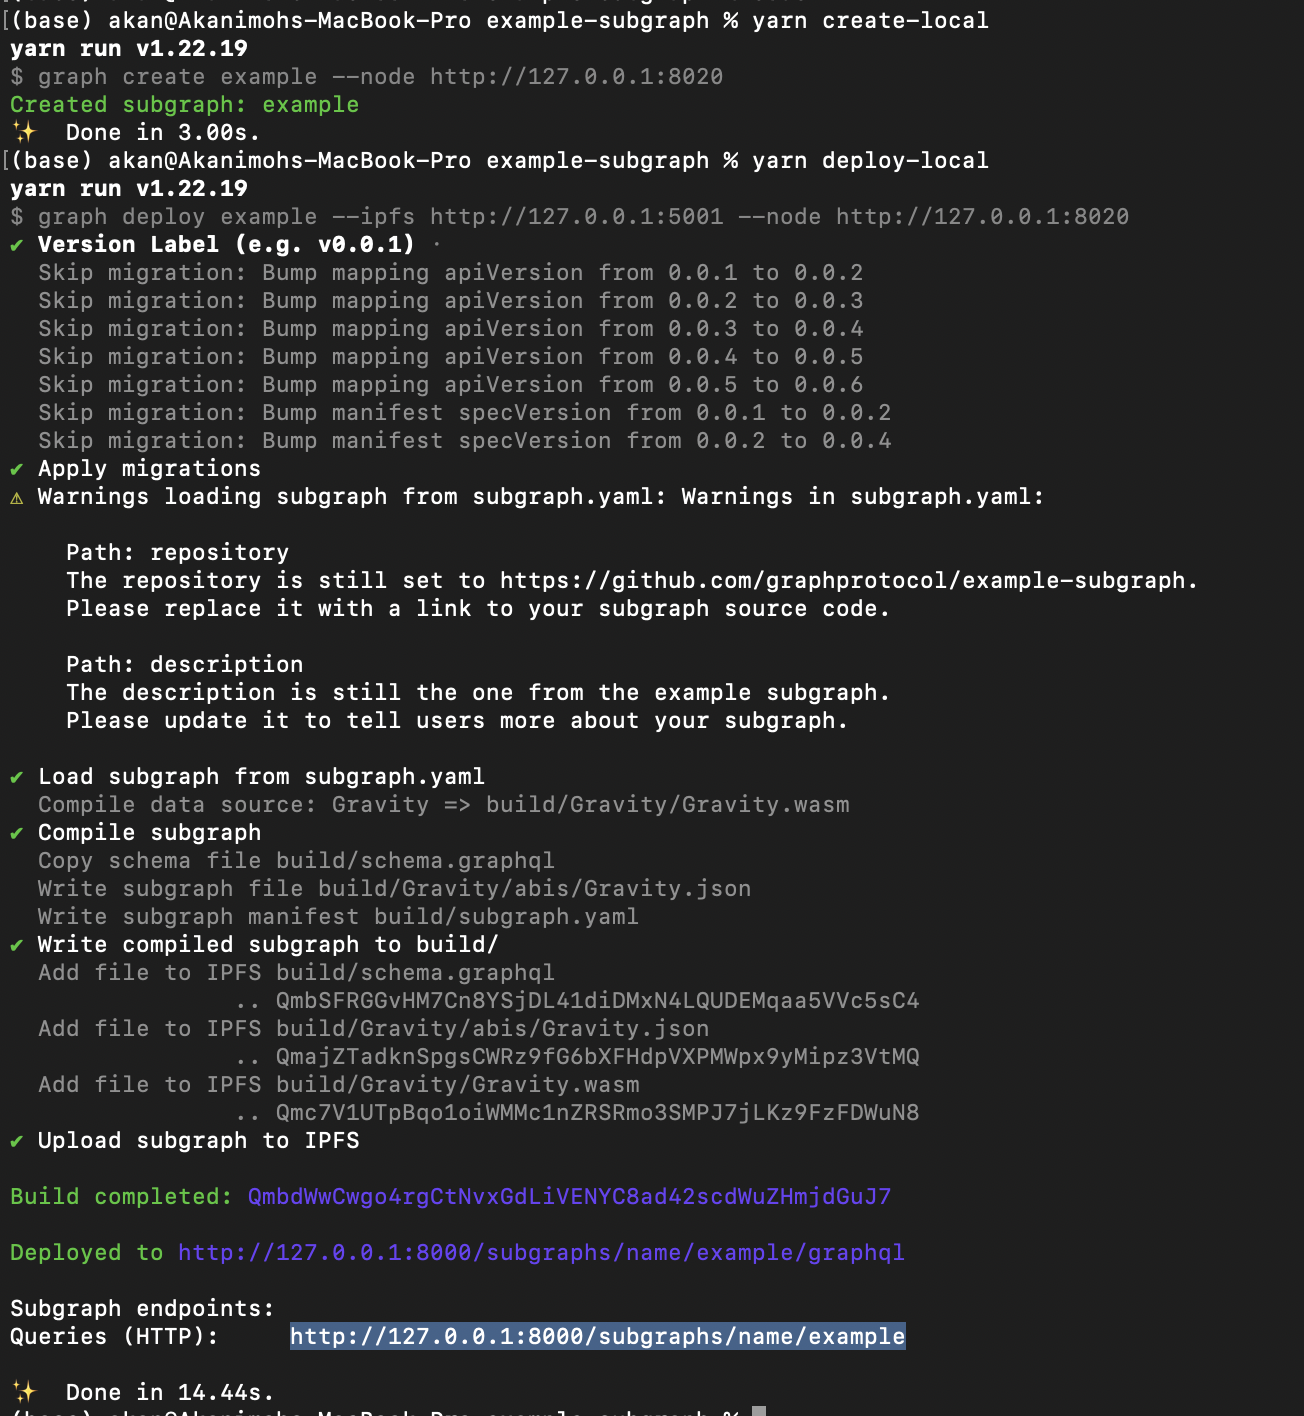 [(base) akan@Akanimohs-MacBook-Pro example-subgraph % yarn create-local
yarn run v1.22.19
$ graph create example --node http://127.0.0.1:8020
Created subgraph: example
✨  Done in 3.00s.
[(base) akan@Akanimohs-MacBook-Pro example-subgraph % yarn deploy-local
yarn run v1.22.19
$ graph deploy example --ipfs http://127.0.0.1:5001 --node http://127.0.0.1:8020
✔ Version Label (e.g. v0.0.1) ·
Skip migration: Bump mapping apiVersion from 0.0.1 to 0.0.2
Skip migration: Bump mapping apiVersion from 0.0.2 to 0.0.3
Skip migration: Bump mapping apiVersion from 0.0.3 to 0.0.4
Skip migration: Bump mapping apiVersion from 0.0.4 to 0.0.5
Skip migration: Bump mapping apiVersion from 0.0.5 to 0.0.6
Skip migration: Bump manifest specVersion from 0.0.1 to 0.0.2
Skip migration: Bump manifest specVersion from 0.0.2 to 0.0.4
✔ Apply migrations
⚠ Warnings loading subgraph from subgraph.yaml: Warnings in subgraph.yaml:
Path: repository
The repository is still set to https://github.com/graphprotocol/example-subgraph.
Please replace it with a link to your subgraph source code.
Path: description
The description is still the one from the example subgraph.
Please update it to tell users more about your subgraph.
✔ Load subgraph from subgraph.yaml
Compile data source: Gravity => build/Gravity/Gravity.wasm
✔ Compile subgraph
Copy schema file build/schema.graphql
Write subgraph file build/Gravity/abis/Gravity.json
Write subgraph manifest build/subgraph.yaml
✔ Write compiled subgraph to build/
Add file to IPFS build/schema.graphql
.. QmbSFRGGvHM7Cn8YSjDL41diDMxN4LQUDEMqaa5VVc5sC4
Add file to IPFS build/Gravity/abis/Gravity.json
.. QmajZTadknSpgsCWRz9fG6bXFHdpVXPMWpx9yMipz3VtMQ
Add file to IPFS build/Gravity/Gravity.wasm
.. Qmc7V1UTpBqo1oiWMMc1nZRSRmo3SMPJ7jLKz9FzFDWuN8
✔ Upload subgraph to IPFS
Build completed: QmbdWwCwgo4rgCtNvxGdLiVENYC8ad42scdWuZHmjdGuJ7
Deployed to http://127.0.0.1:8000/subgraphs/name/example/graphql
Subgraph endpoints:
Queries (HTTP):     http://127.0.0.1:8000/subgraphs/name/example
✨  Done in 14.44s.
(base) akan@Akanimohs-MacBook-Pro example-subgraph %